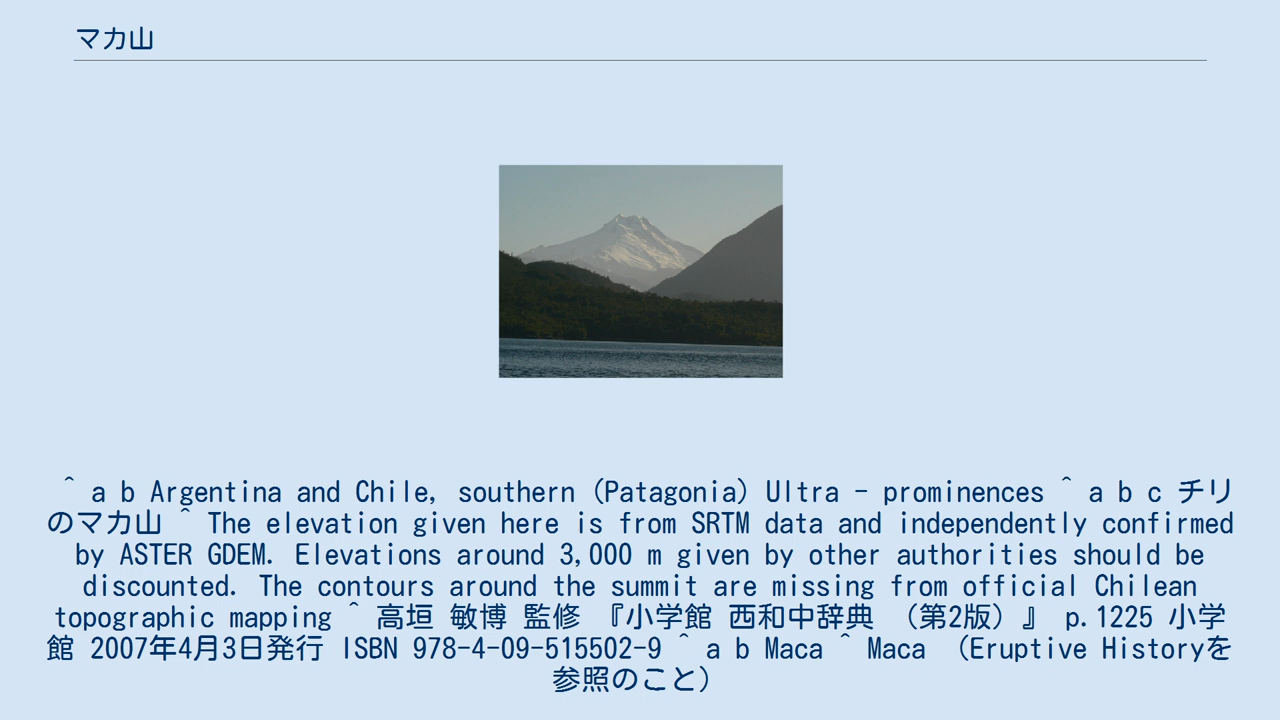 マカ山
^ a b Argentina and Chile, southern (Patagonia) Ultra - prominences ^ a b c チリ
のマカ山 ^ The elevation given here is from SRTM data and independently confirmed
by ASTER GDEM. Elevations around 3,000 m given by other authorities should be
discounted. The contours around the summit are missing from official Chilean
topographic mapping ^ 高垣 敏博 監修 『小学館 西和中辞典 （第2版）』 p.1225 小学
館 2007年4月3日発行 ISBN 978-4-09-515502-9 ^ a b Maca ^ Maca （Eruptive Historyを
参照のこと）